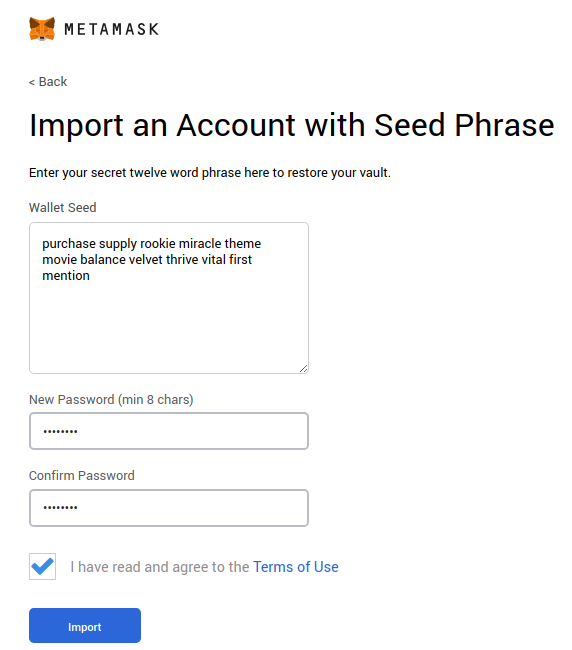 METAMASK
< Back
Import an Account with Seed Phrase
Enter your secret twelve word phrase here to restore your vault.
Wallet Seed
purchase supply rookie miracle theme
movie balance velvet thrive vital first
mention
New Password (min 8 chars)
••••••••
Confirm Password
••••••••
I have read and agree to the Terms of Use
Import